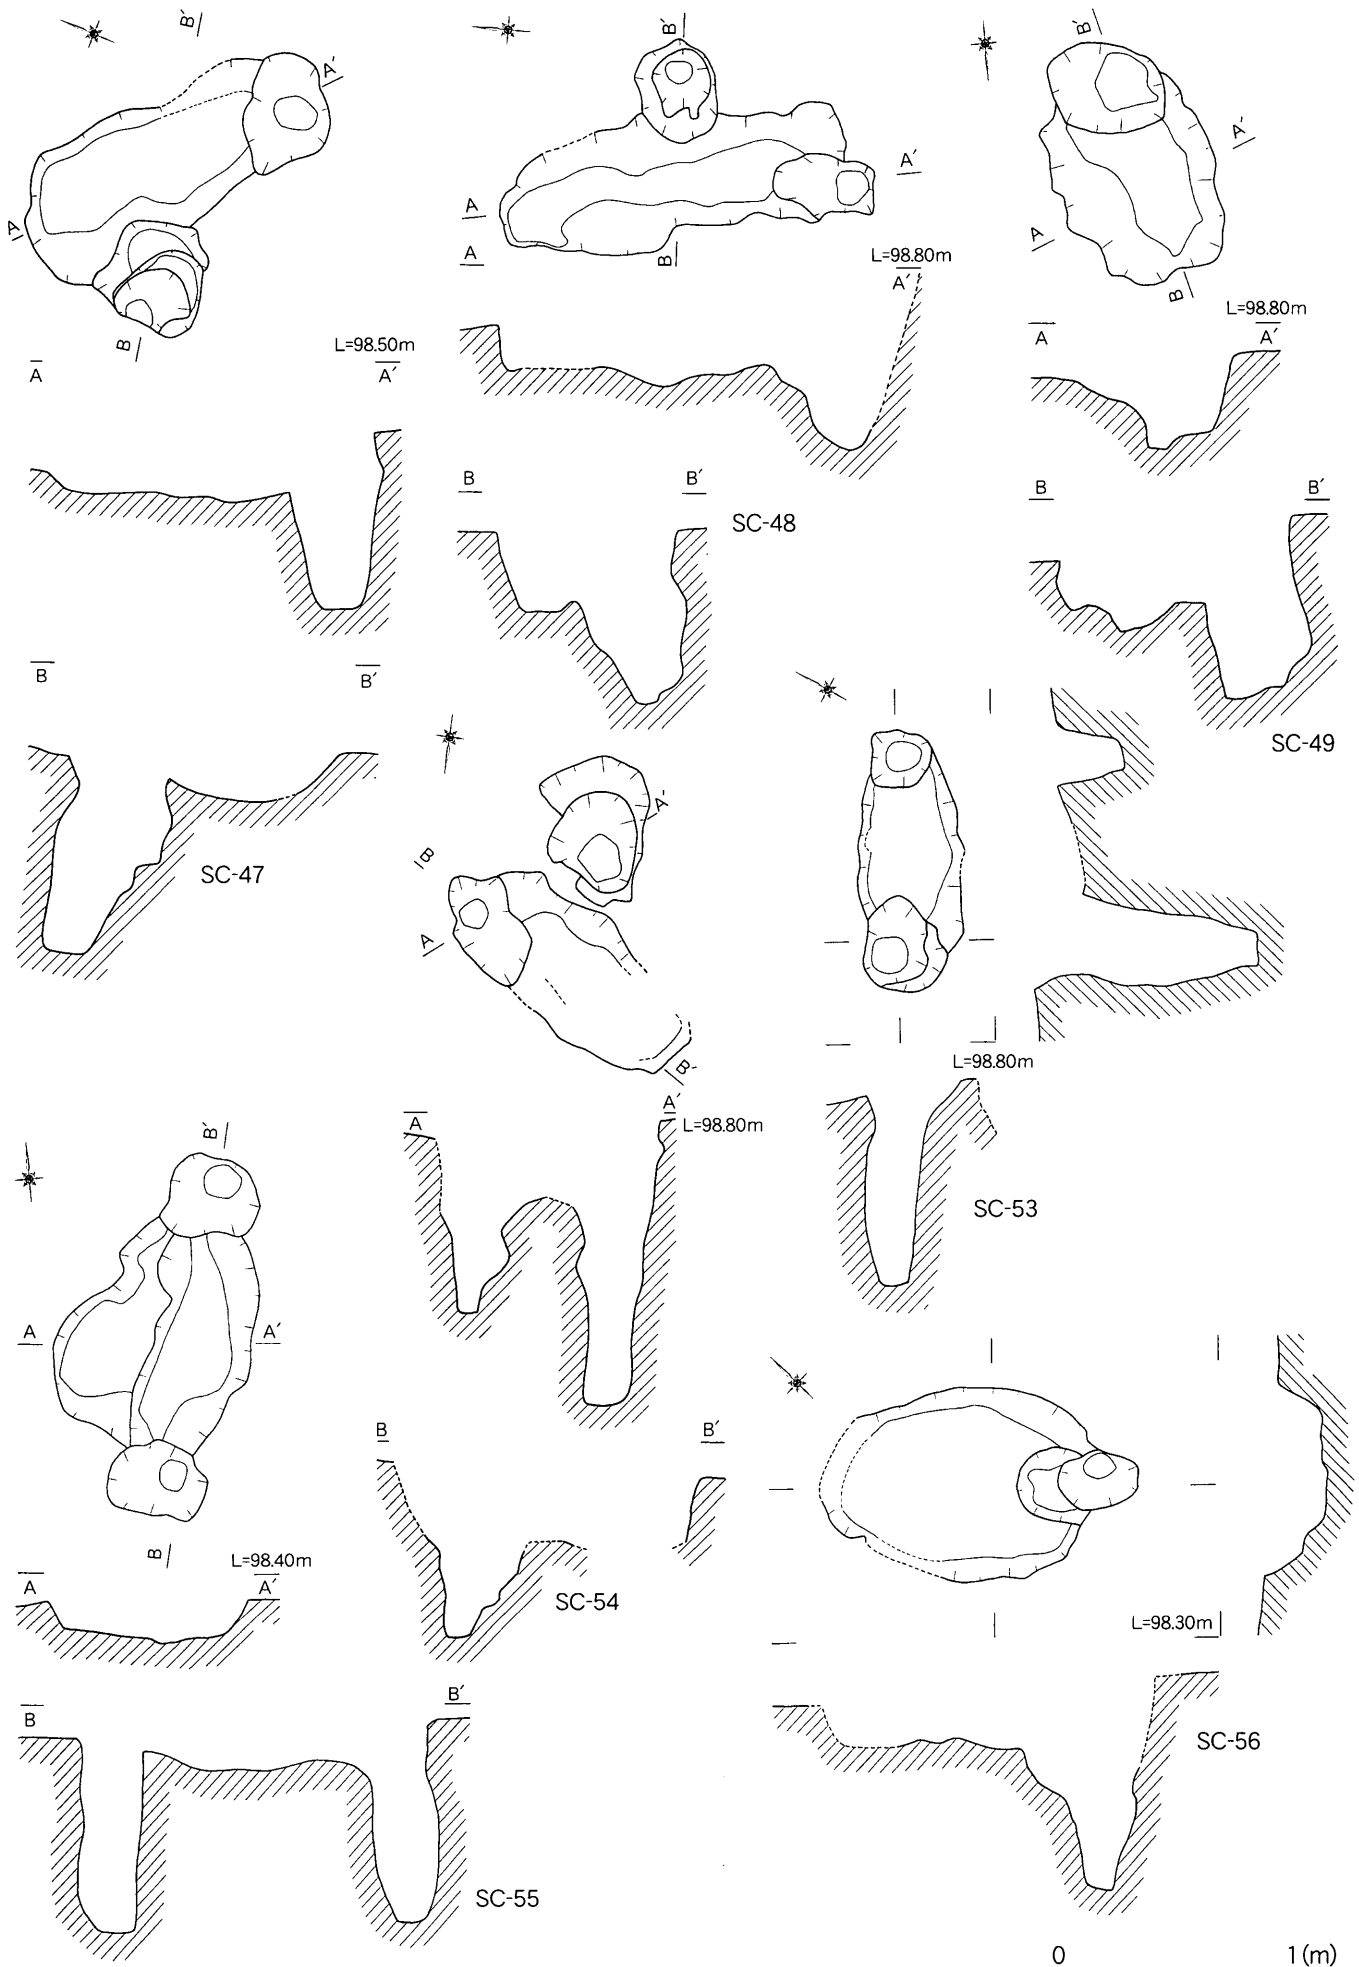 B′
A′
A
B
L=98.50m
A
A′
B
B′
SC-47
B′
A
A′
B
L=98.80m
A
A′
B
B′
SC-48
B′
A′
A
B
L=98.80m
A
A′
B
B′
SC-49
L=98.80m
SC-53
A′
B
A
B′
A
A′
L=98.80m
B
B′
SC-54
B′
A
A′
B
L=98.40m
A
A′
B
B′
SC-55
L=98.30m
SC-56
0 1(m)